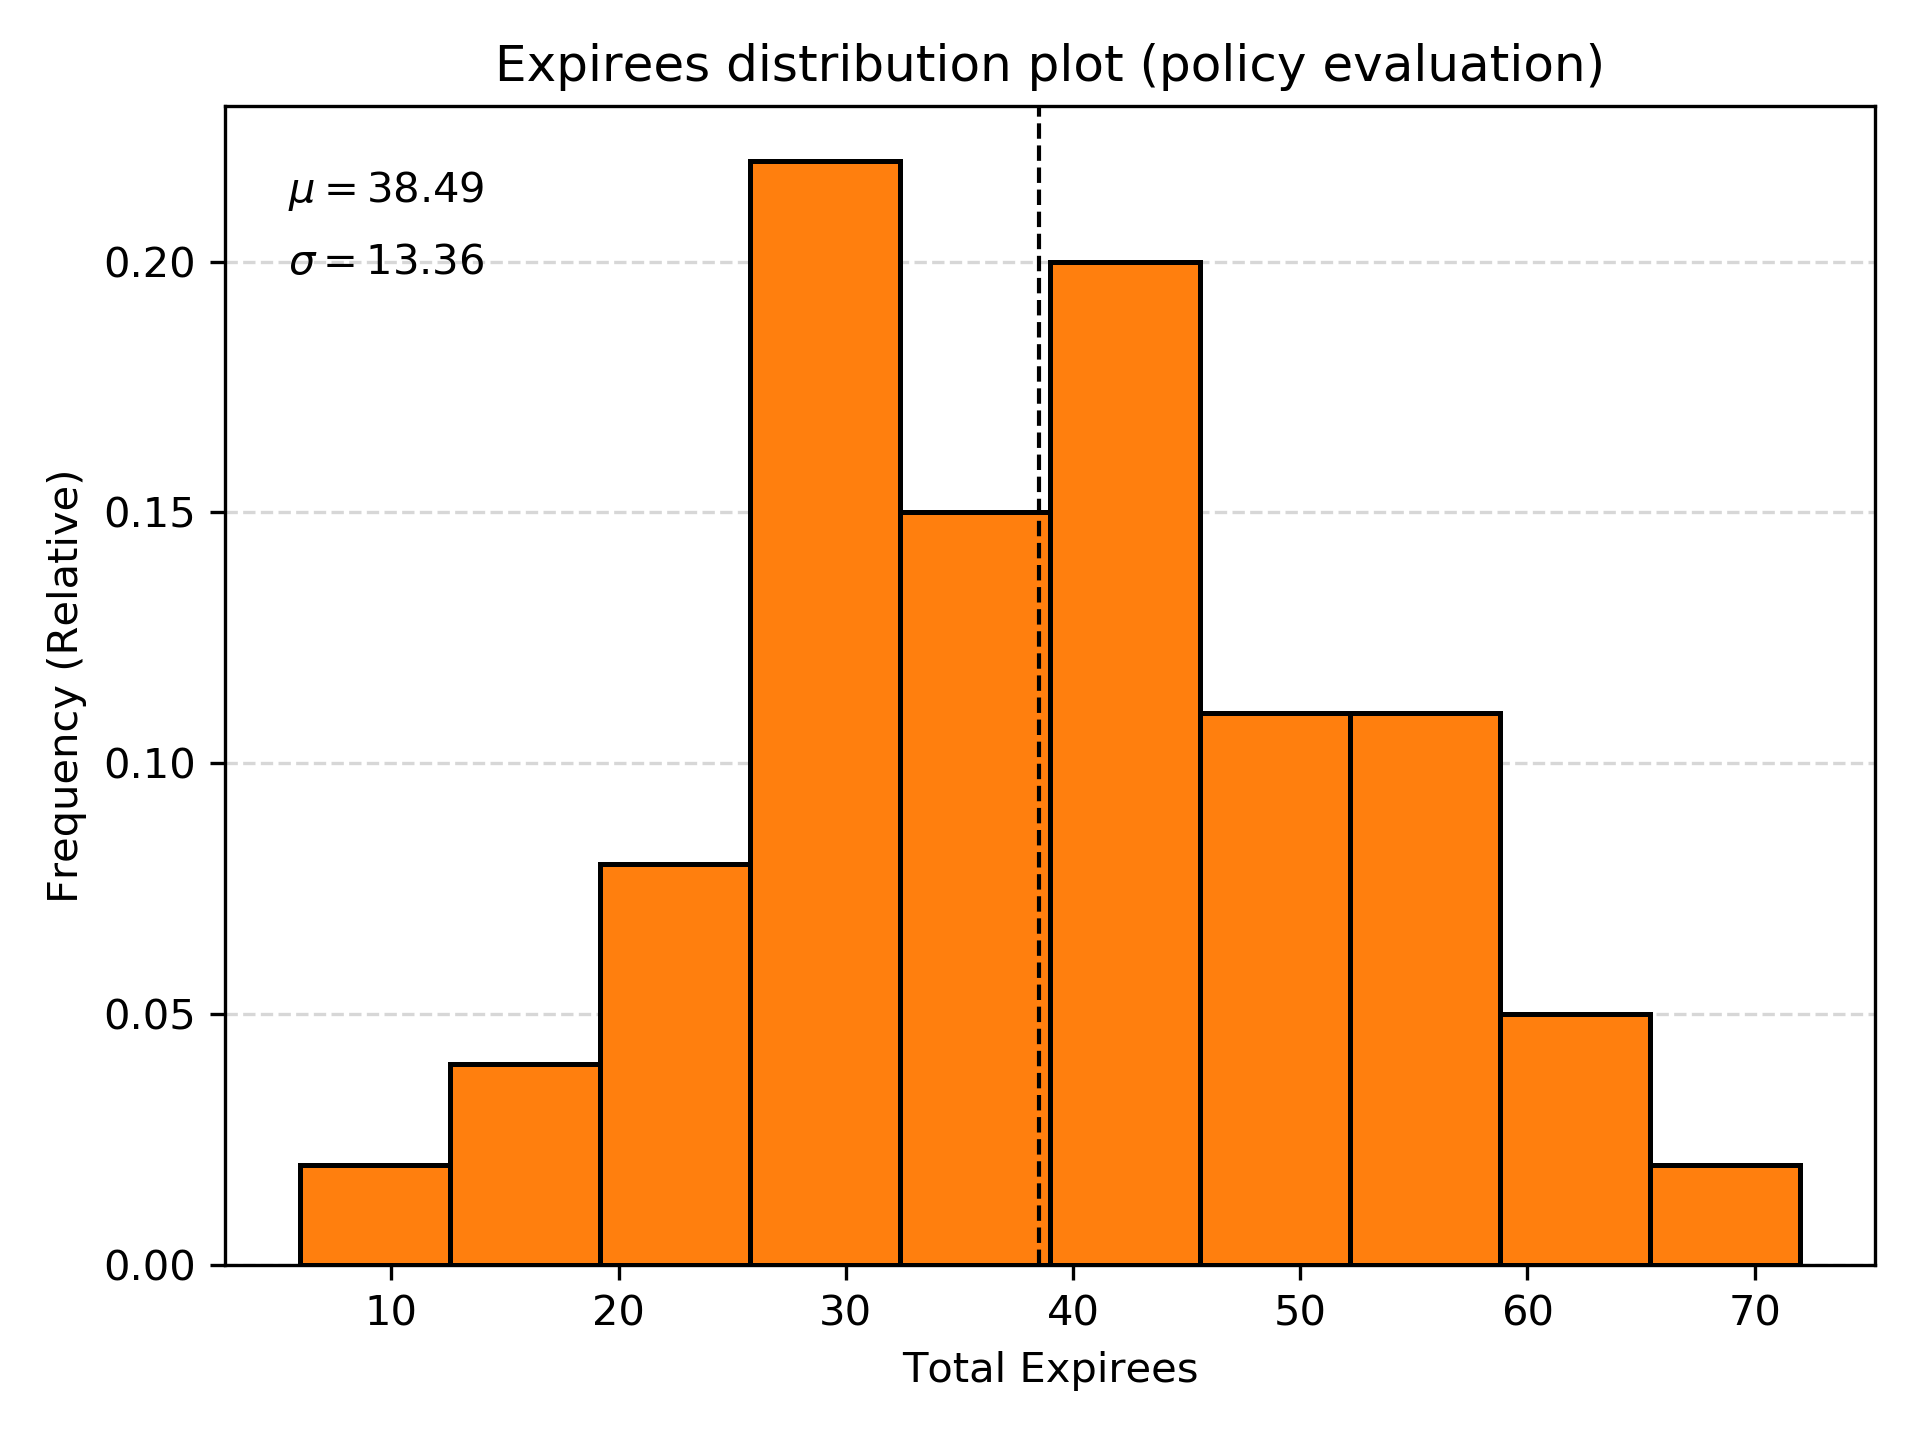 Expirees distribution plot (policy evaluation)
μ = 38.49
σ = 13.36
Frequency (Relative)
0.20
0.15
0.10
0.05
0.00
10 20 30 40 50 60 70
Total Expirees